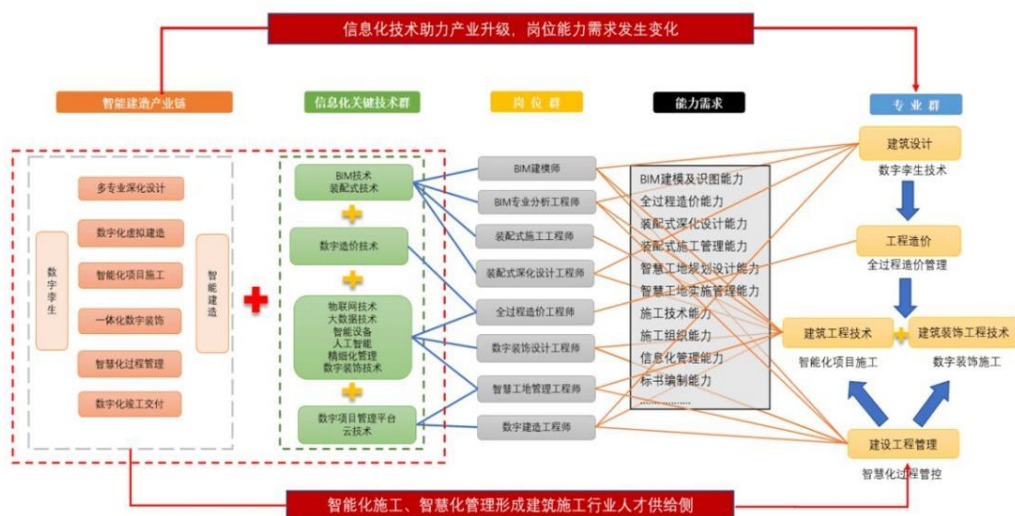 信息化技术助力产业升级，岗位能力需求发生变化
智能建造产业链
信息化关键技术群
岗 位 群
能力需求
专 业 群
数字孪生
多专业深化设计
数字化虚拟建造
智能化项目施工
一体化数字装饰
智慧化过程管理
数字化竣工交付
智能建造
BIM技术
装配式技术
数字造价技术
物联网技术
大数据技术
智能设备
人工智能
精细化管理
数字装饰技术
数字项目管理平台
云技术
BIM建模师
BIM专业分析工程师
装配式施工工程师
装配式深化设计工程师
全过程造价工程师
数字装饰设计工程师
智慧工地管理工程师
数字建造工程师
BIM建模及识图能力
全过程造价能力
装配式深化设计能力
装配式施工管理能力
智慧工地规划设计能力
智慧工地实施管理能力
施工技术能力
施工组织能力
信息化管理能力
标书编制能力
………………
建筑设计
数字孪生技术
工程造价
全过程造价管理
建筑工程技术
智能化项目施工
建筑装饰工程技术
数字装饰施工
建设工程管理
智慧化过程管控
智能化施工、智慧化管理形成建筑施工行业人才供给侧